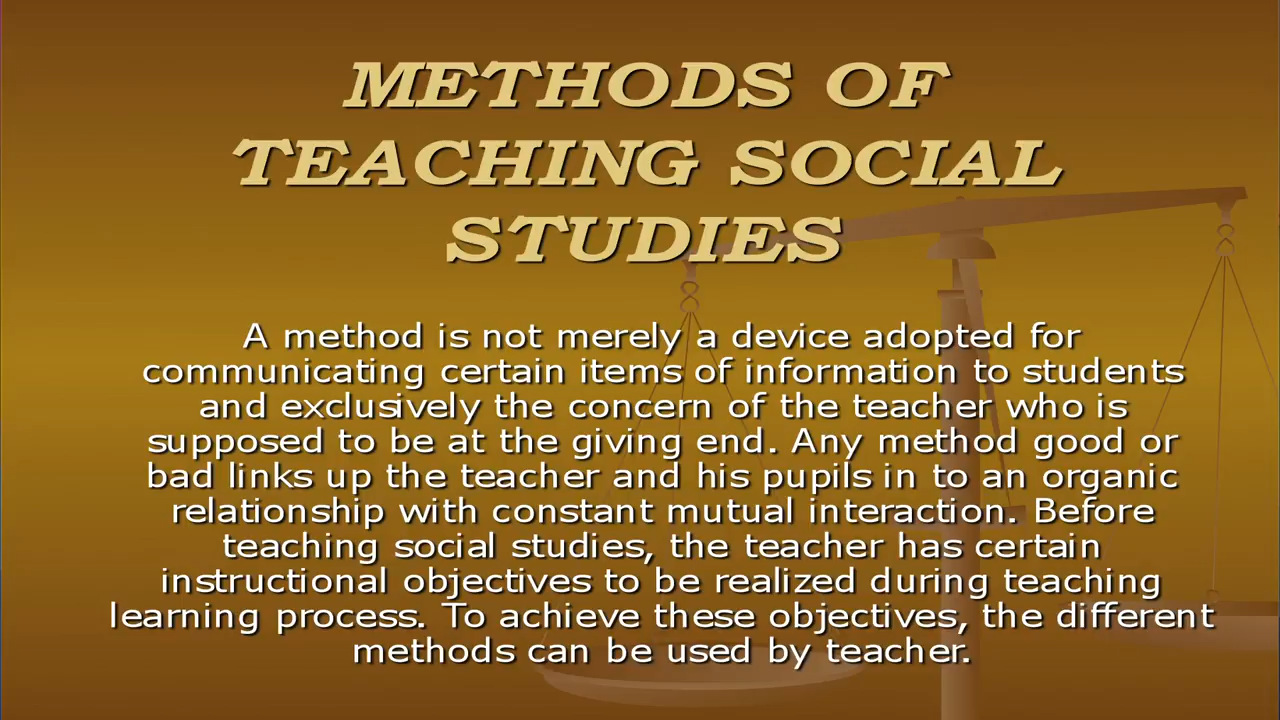 METHODS OF
TEACHING SOCIAL
STUDIES
A method is not merely a device adopted for
communicating certain items of information to students
and exclusively the concern of the teacher who is
supposed to be at the giving end. Any method good or
bad links up the teacher and his pupils in to an organic
relationship with constant mutual interaction. Before
teaching social studies, the teacher has certain
instructional objectives to be realized during teaching
learning process. To achieve these objectives, the different
methods can be used by teacher.